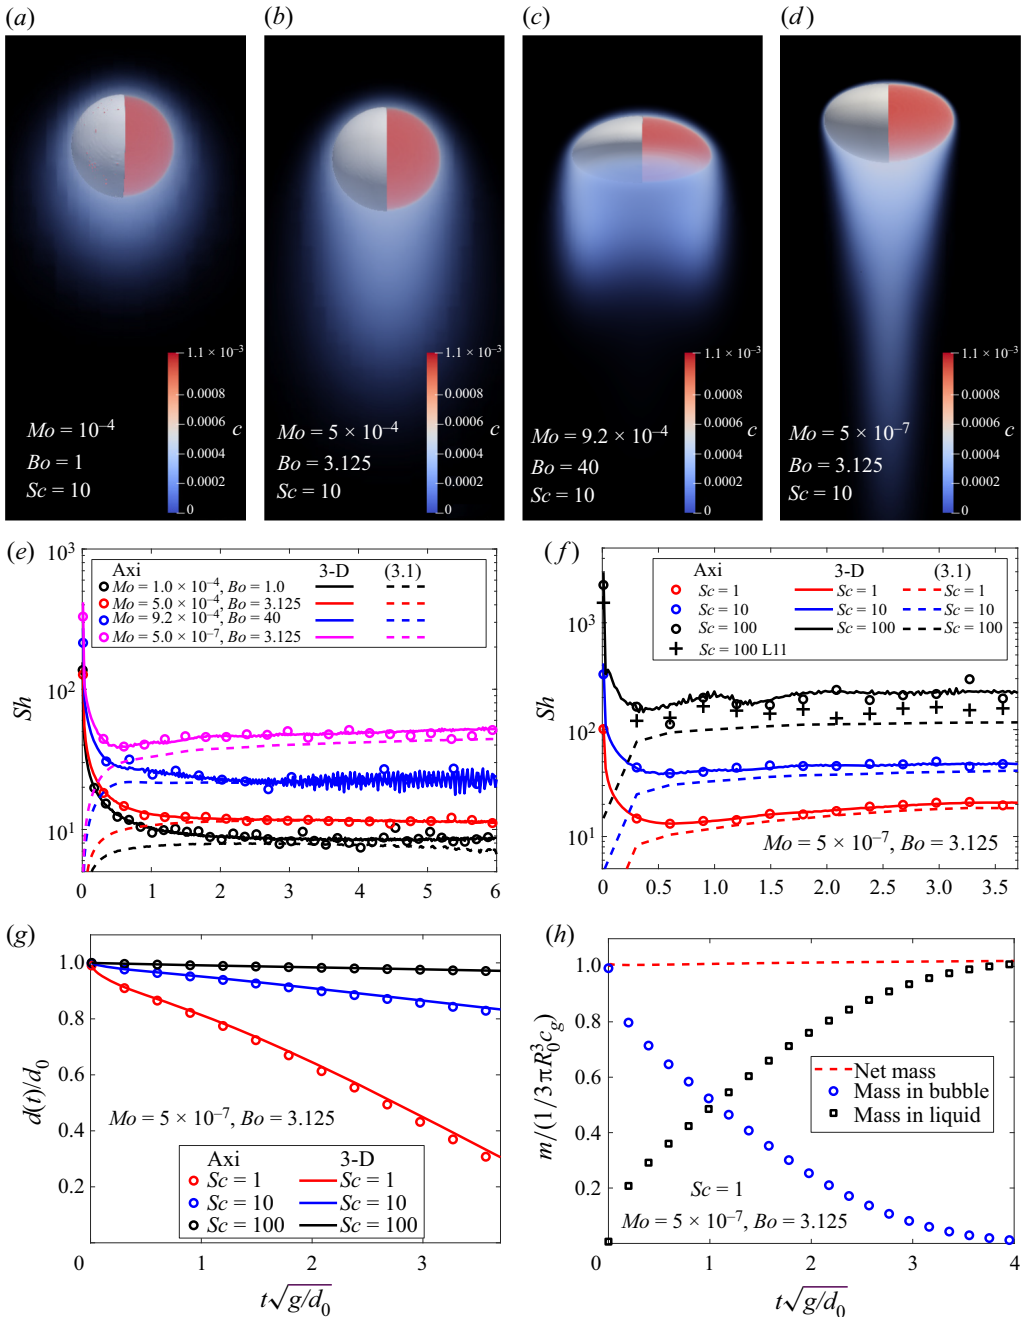 (a) (b) (c) (d)
1.1 × 10⁻³
0.0008
0.0006
0.0004
0.0002
0
c
Mo = 10⁻⁴
Bo = 1
Sc = 10
1.1 × 10⁻³
0.0008
0.0006
0.0004
0.0002
0
c
Mo = 5 × 10⁻⁴
Bo = 3.125
Sc = 10
1.1 × 10⁻³
0.0008
0.0006
0.0004
0.0002
0
c
Mo = 9.2 × 10⁻⁴
Bo = 40
Sc = 10
1.1 × 10⁻³
0.0008
0.0006
0.0004
0.0002
0
c
Mo = 5 × 10⁻⁷
Bo = 3.125
Sc = 10
(e)
10³
10²
10¹
Sh
Axi 3-D (3.1)
Mo = 1.0 × 10⁻⁴, Bo = 1.0
Mo = 5.0 × 10⁻⁴, Bo = 3.125
Mo = 9.2 × 10⁻⁴, Bo = 40
Mo = 5.0 × 10⁻⁷, Bo = 3.125
0 1 2 3 4 5 6
(f)
10³
10²
10¹
Sh
Axi 3-D (3.1)
Sc = 1 Sc = 1 Sc = 1
Sc = 10 Sc = 10 Sc = 10
Sc = 100 Sc = 100 Sc = 100
Sc = 100 L11
Mo = 5 × 10⁻⁷, Bo = 3.125
0 0.5 1.0 1.5 2.0 2.5 3.0 3.5
(g)
1.0
0.8
0.6
0.4
0.2
d(t)/d₀
Mo = 5 × 10⁻⁷, Bo = 3.125
Axi 3-D
Sc = 1 Sc = 1
Sc = 10 Sc = 10
Sc = 100 Sc = 100
0 1 2 3
t√g/d₀
(h)
1.0
0.8
0.6
0.4
0.2
m/(1/3πR₀³c_g)
Net mass
Mass in bubble
Mass in liquid
Sc = 1
Mo = 5 × 10⁻⁷, Bo = 3.125
0 1 2 3 4
t√g/d₀